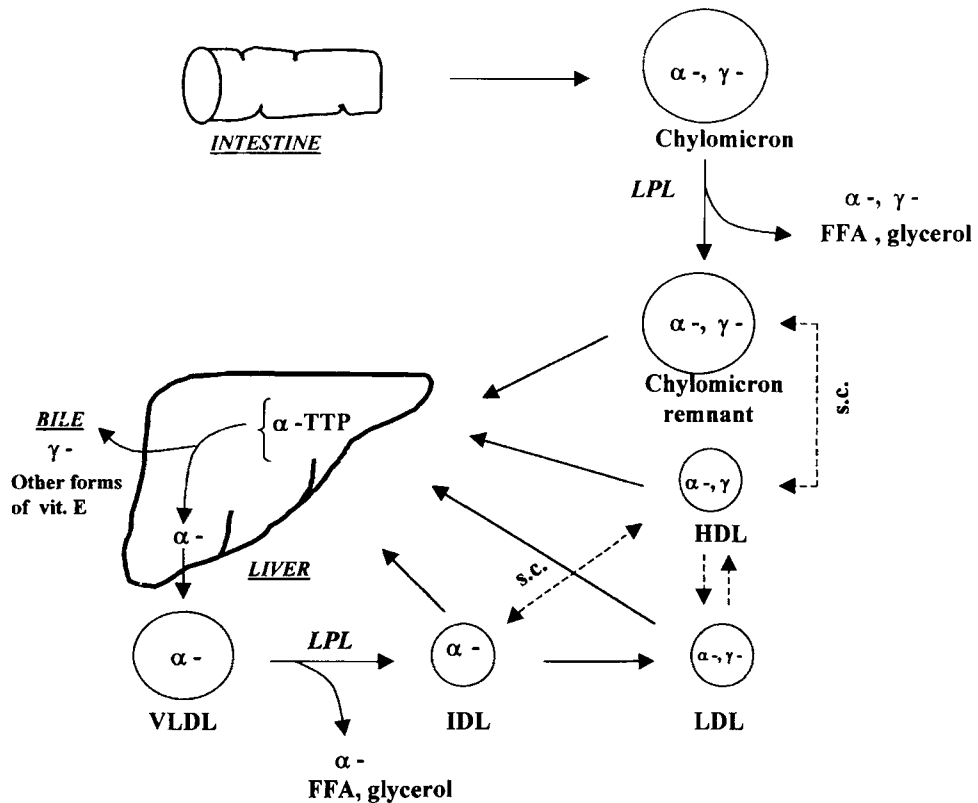 α -, γ -
INTESTINE
Chylomicron
LPL
α -, γ -
FFA , glycerol
α -, γ -
Chylomicron
remnant
s.c.
BILE
γ -
Other forms
of vit. E
α -TTP
α -, γ
HDL
α -
LIVER
s.c.
α -
VLDL
LPL
α -
IDL
α -, γ -
LDL
α -
FFA, glycerol